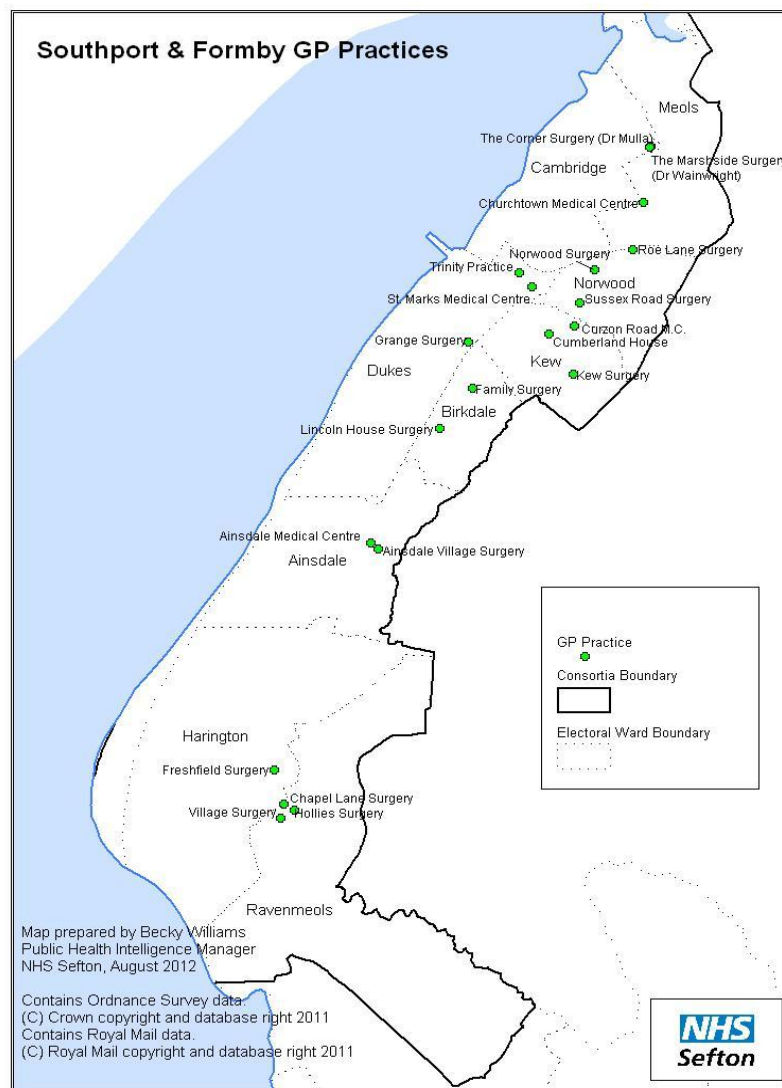 Southport & Formby GP Practices
Meols
The Corner Surgery (Dr Mulla)
The Marshside Surgery
(Dr Wainwright)
Cambridge
Churchtown Medical Centre
Roe Lane Surgery
Norwood Surgery
Trinity Practice
Norwood
St. Marks Medical Centre
Sussex Road Surgery
Curzon Road M.C.
Cumberland House
Grange Surgery
Kew
Dukes
Kew Surgery
Family Surgery
Birkdale
Lincoln House Surgery
Ainsdale Medical Centre
Ainsdale Village Surgery
Ainsdale
GP Practice
Consortia Boundary
Electoral Ward Boundary
Harington
Freshfield Surgery
Chapel Lane Surgery
Village Surgery
Hollies Surgery
Ravenmeols
Map prepared by Becky Williams
Public Health Intelligence Manager
NHS Sefton, August 2012
Contains Ordnance Survey data.
(C) Crown copyright and database right 2011
Contains Royal Mail data.
(C) Royal Mail copyright and database right 2011
NHS
Sefton